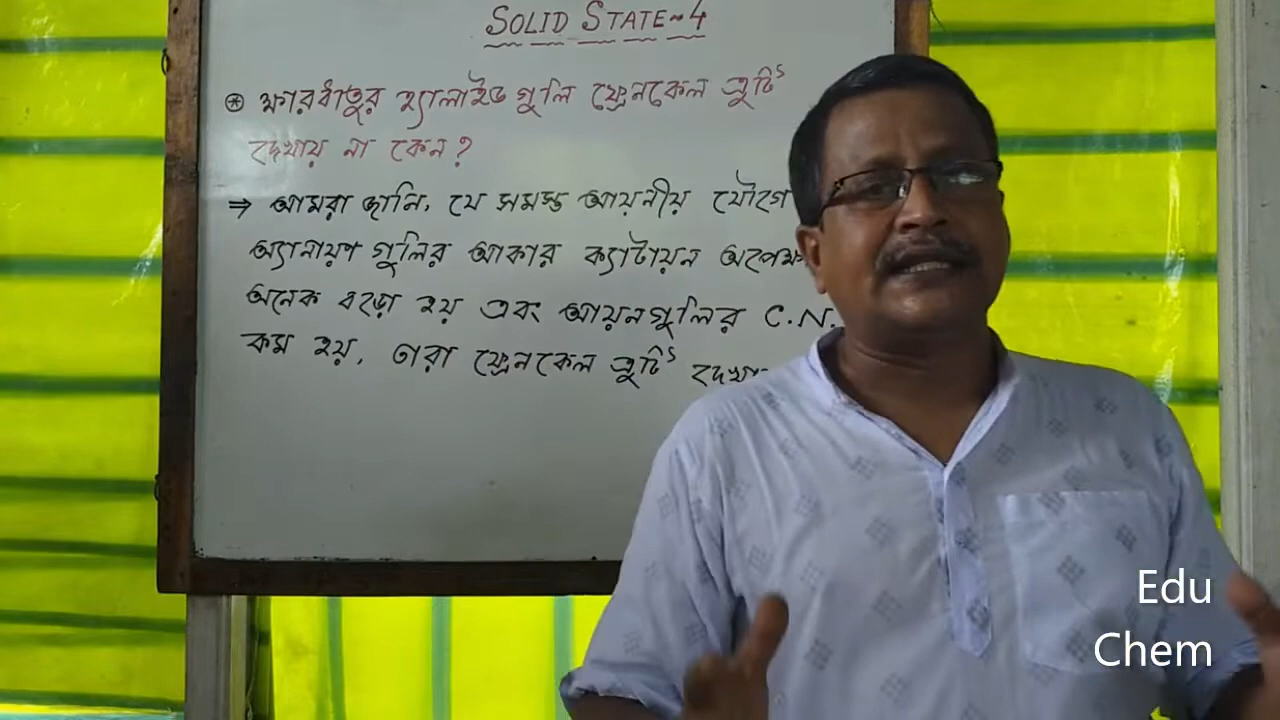 SOLID STATE~4
⊛ ক্ষারধাতুর হ্যালাইড গুলি ফ্রেনকেল ত্রুটি
দেখায় না কেন?
⇒ আমরা জানি, যে সমস্ত আয়নীয় যৌগে
অ্যানায়ণ গুলির আকার ক্যাটায়ন
অনেক বড়ো হয় এবং আয়নগুলির C.N.
কম হয়, তারা ফ্রেনকেল ত্রুটি
Edu
Chem